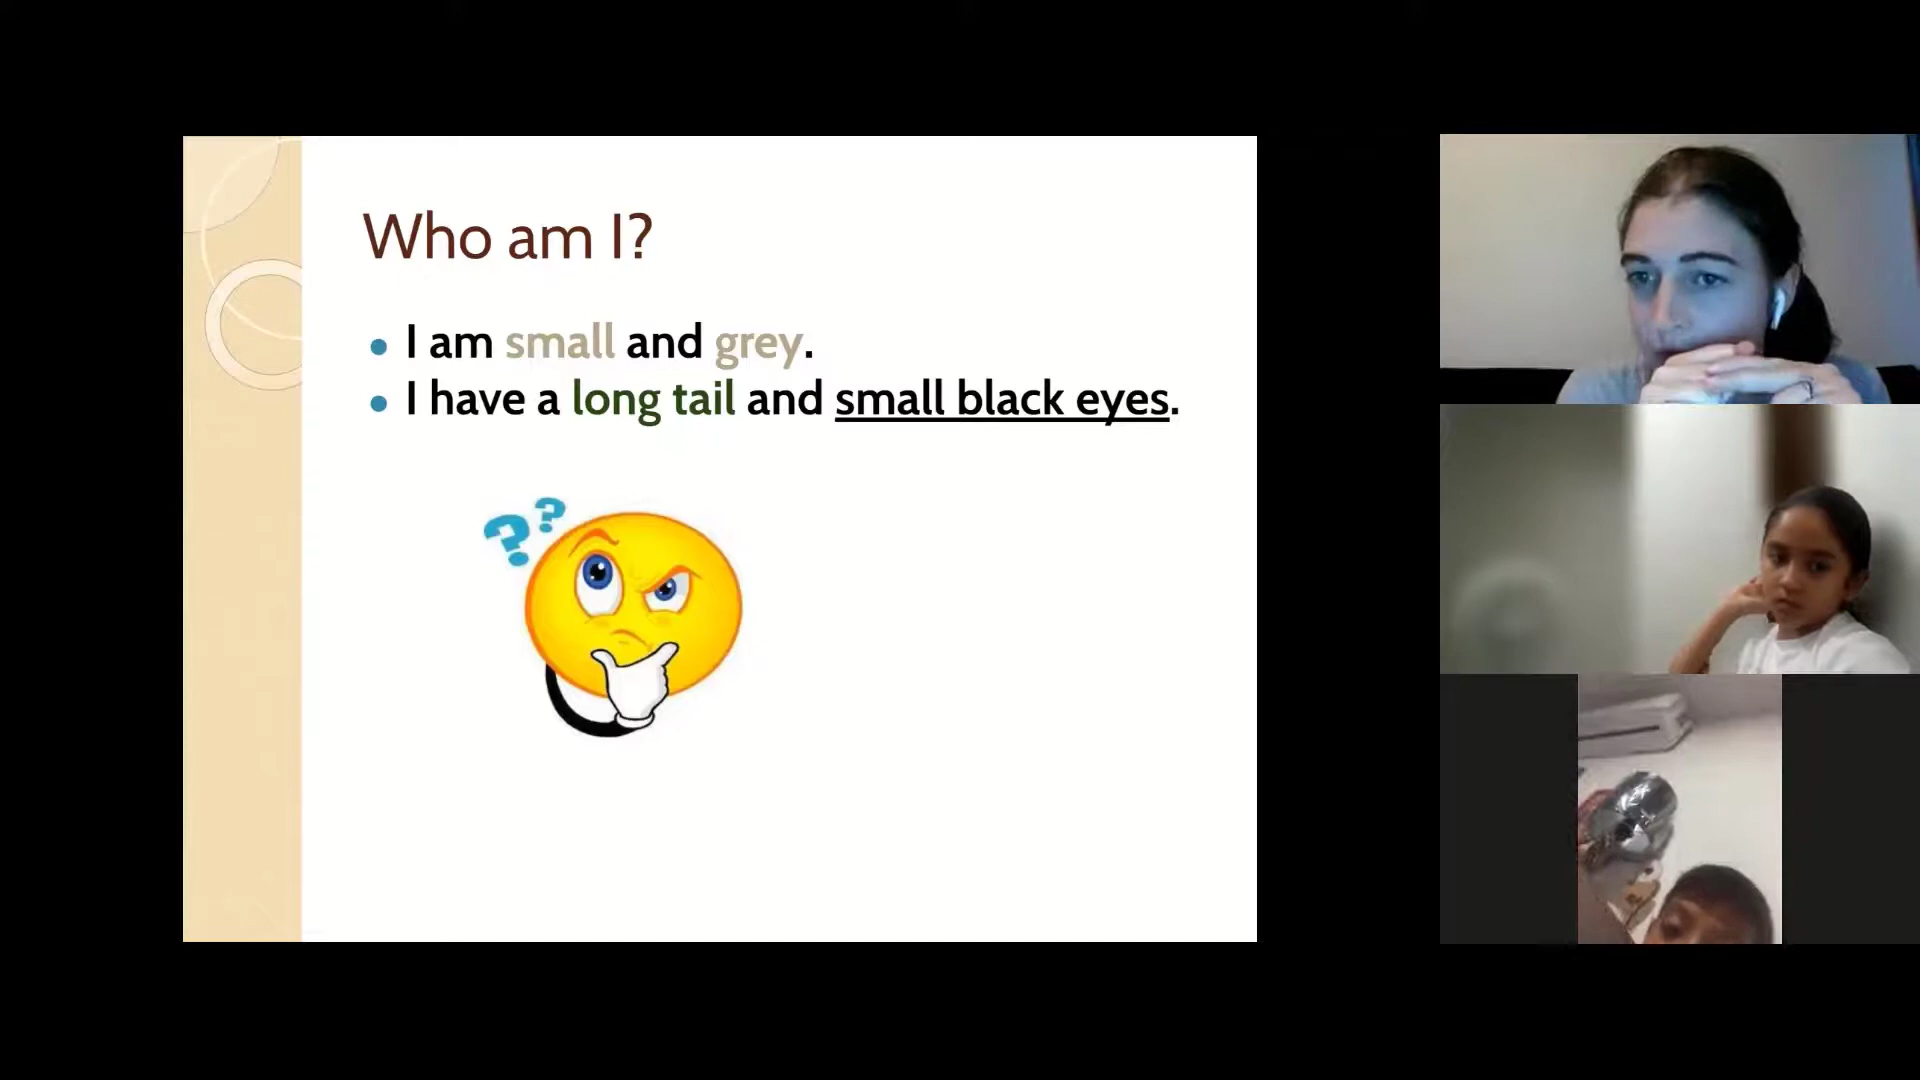 Who am I?
I am small and grey.
I have a long tail and small black eyes.
? ?